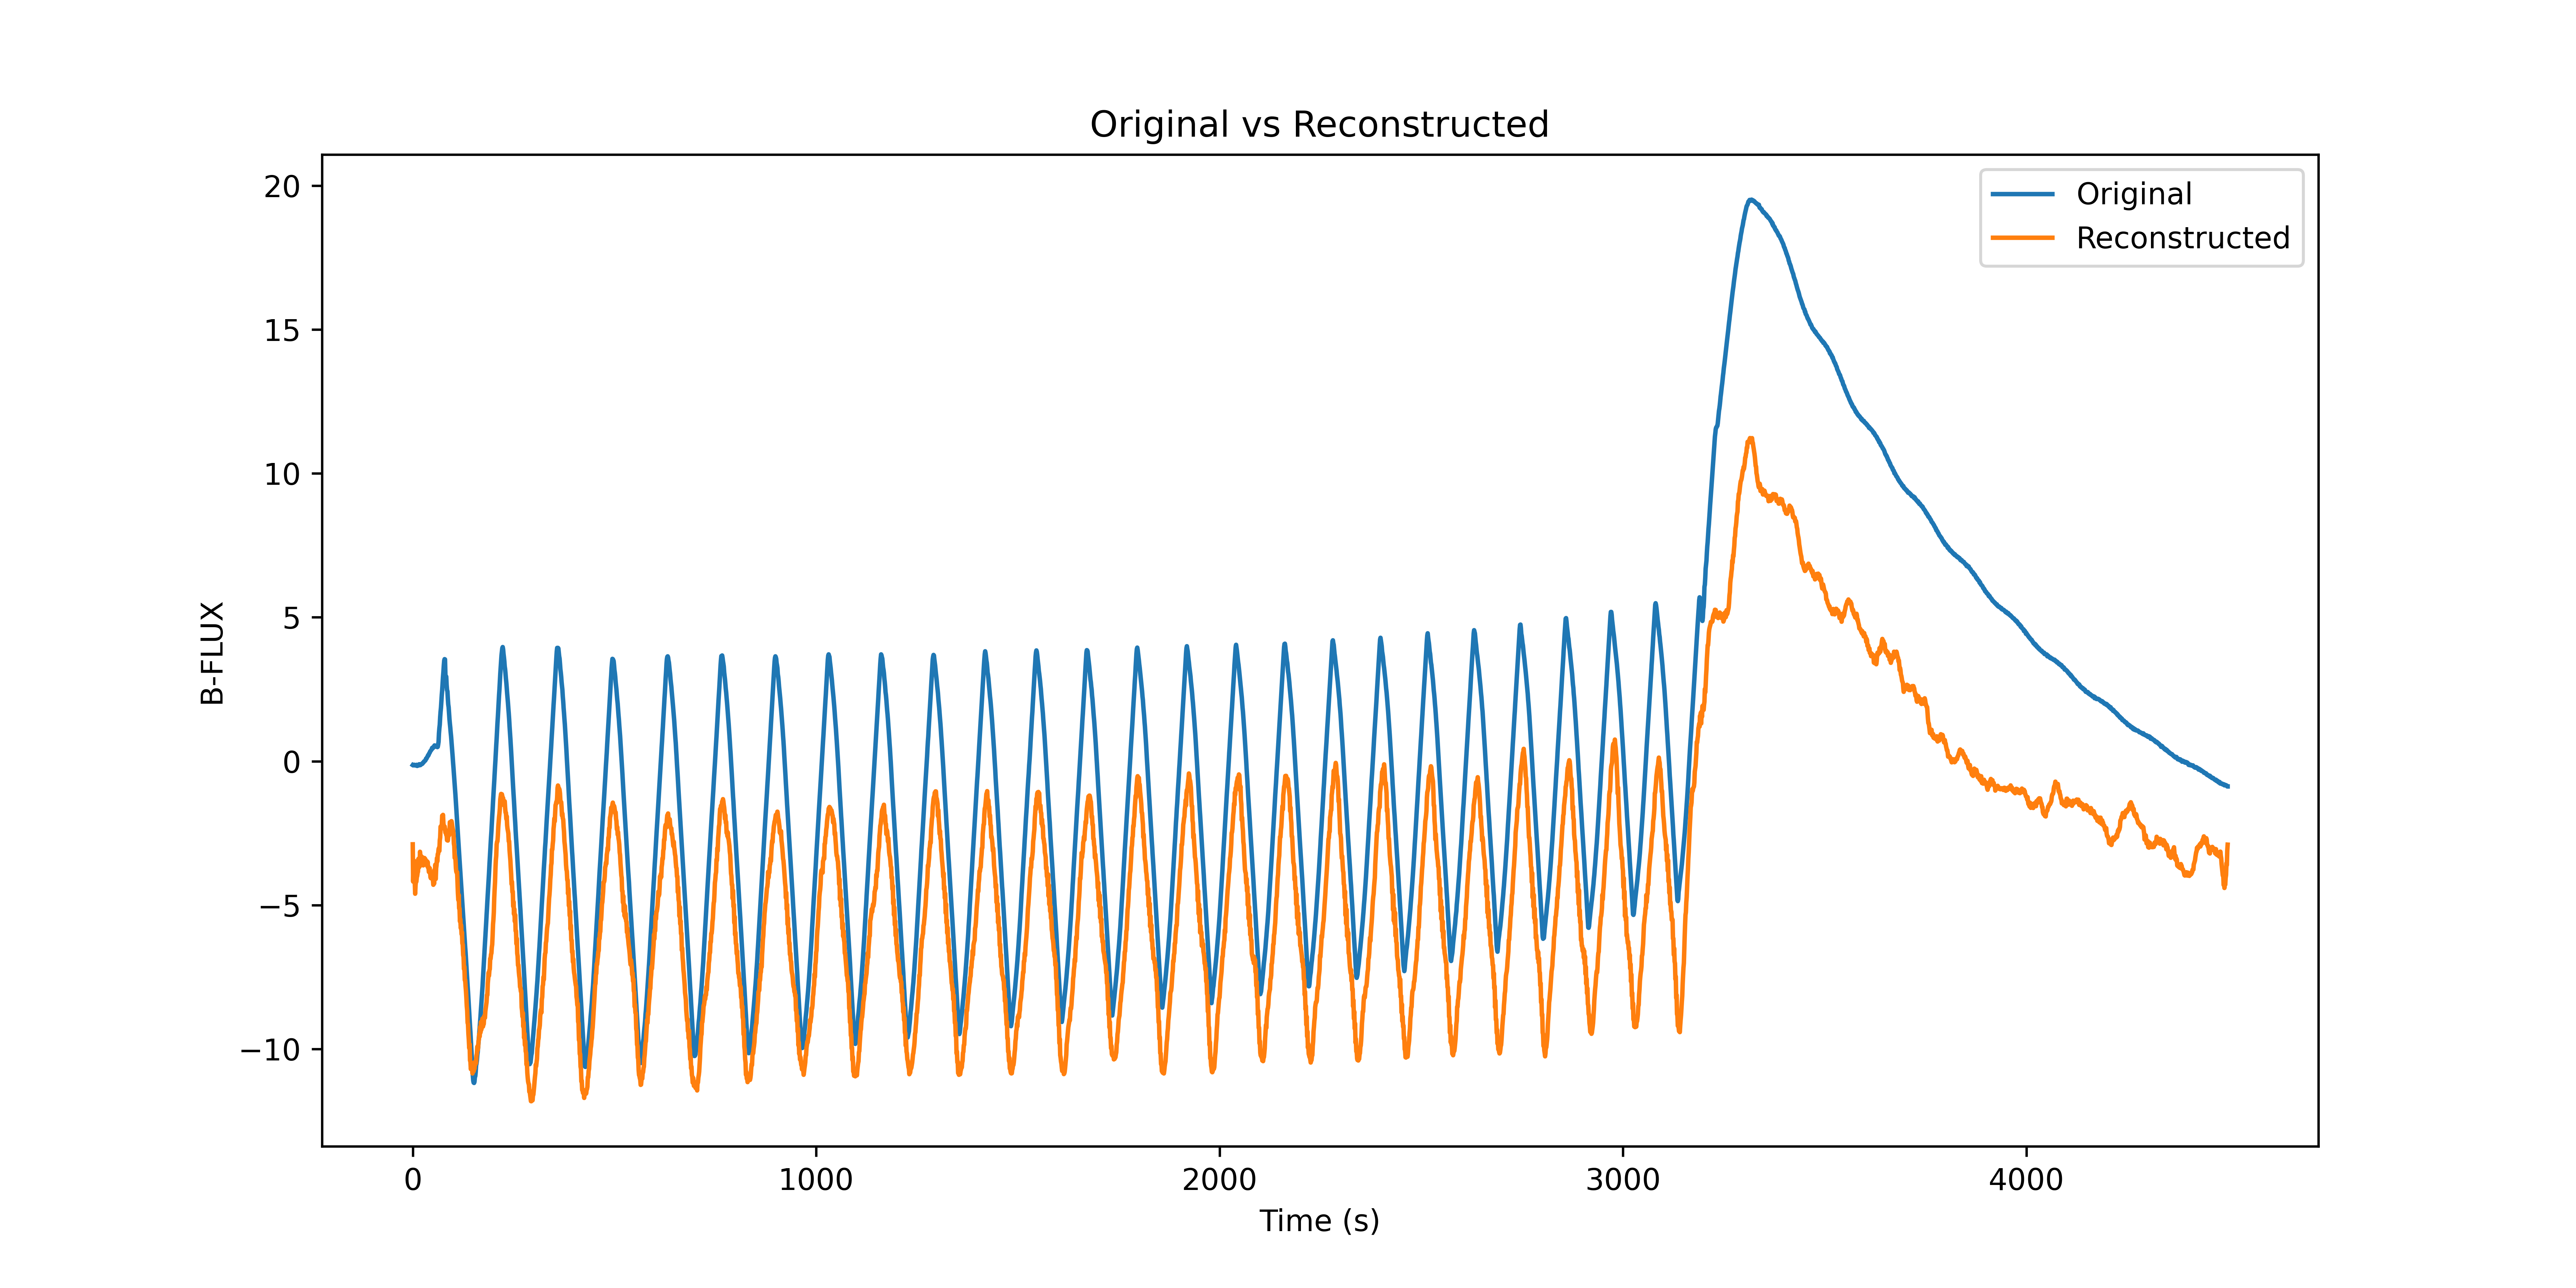 Original vs Reconstructed
Original
Reconstructed
B-FLUX
20
15
10
5
0
−5
−10
0
1000
2000
3000
4000
Time (s)